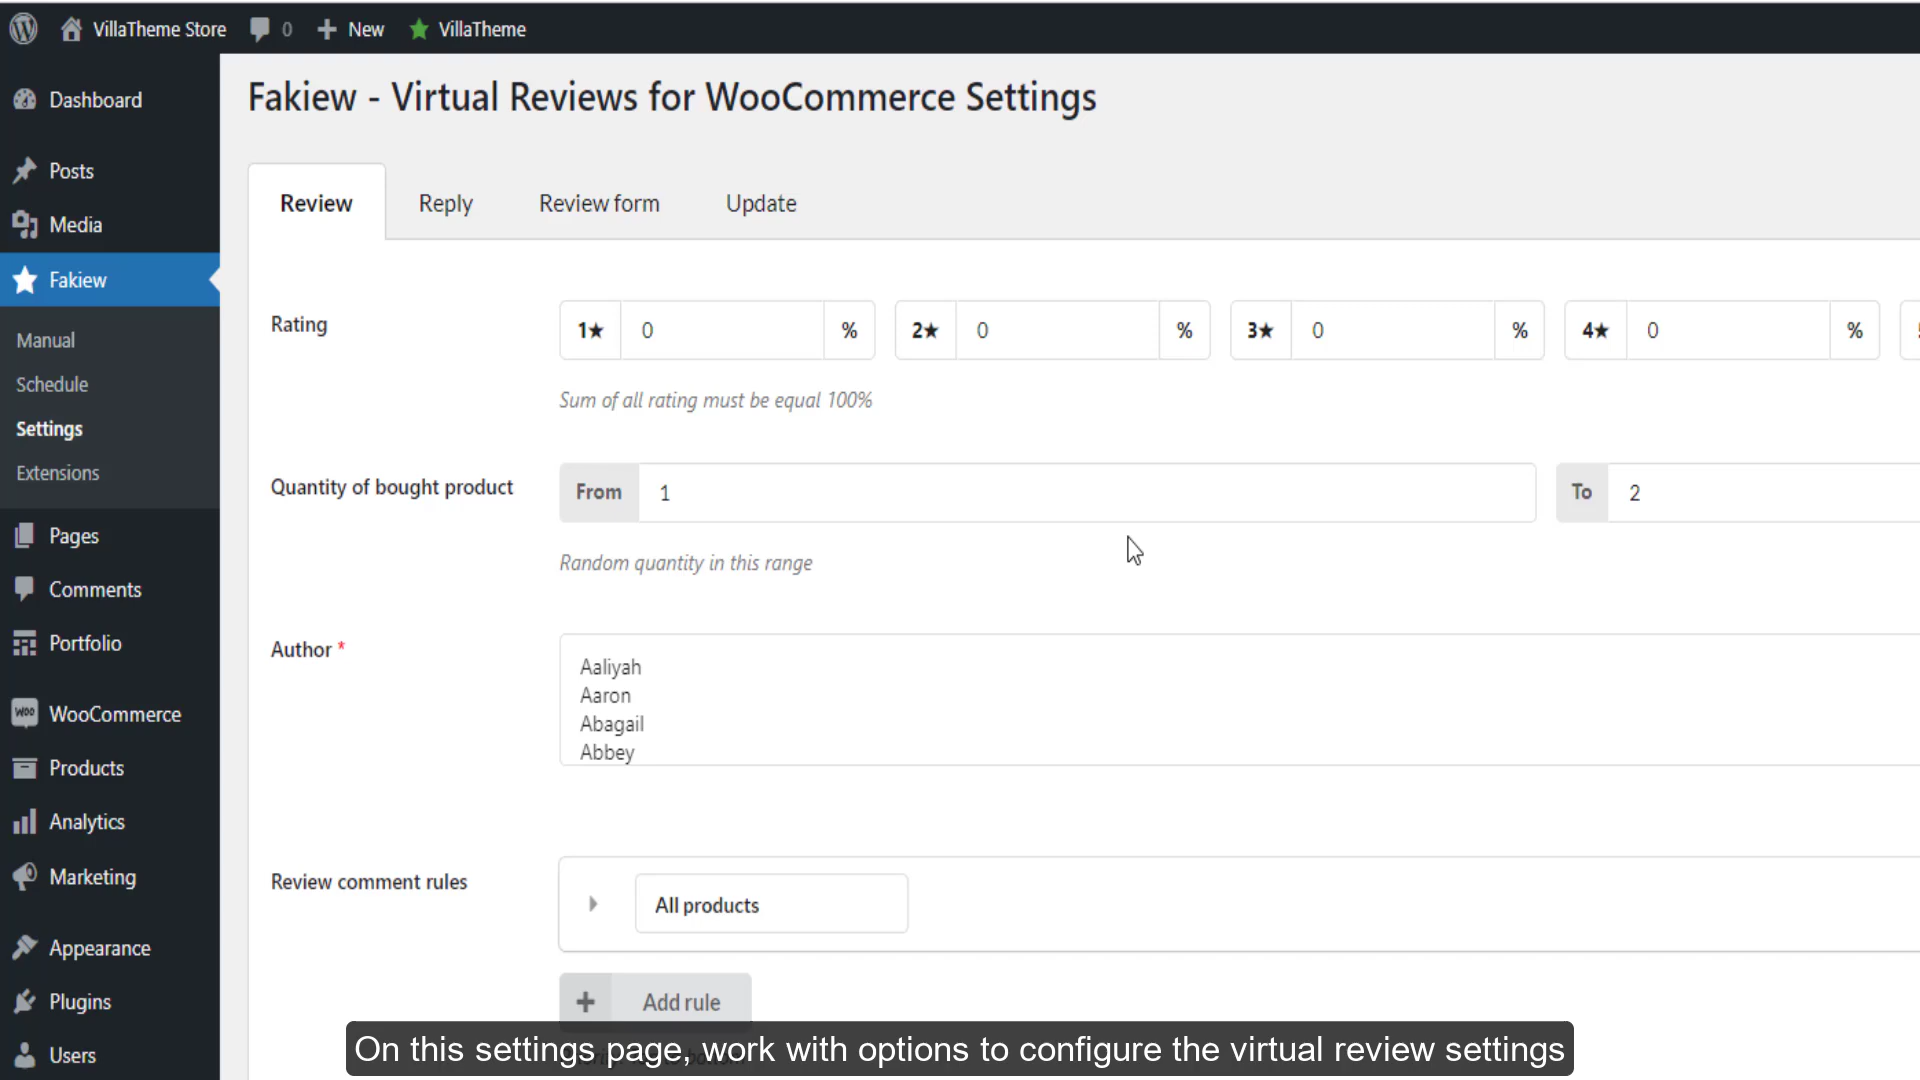 VillaTheme Store 0 New VillaTheme
Dashboard
Posts
Media
Fakiew
Manual
Schedule
Settings
Extensions
Pages
Comments
Portfolio
WooCommerce
Products
Analytics
Marketing
Appearance
Plugins
Users
Fakiew - Virtual Reviews for WooCommerce Settings
Review Reply Review form Update
Rating 1★ 0 % 2★ 0 % 3★ 0 % 4★ 0 %
Sum of all rating must be equal 100%
Quantity of bought product From 1 To 2
Random quantity in this range
Author *
Aaliyah
Aaron
Abagail
Abbey
Review comment rules All products
Add rule
On this settings page, work with options to configure the virtual review settings